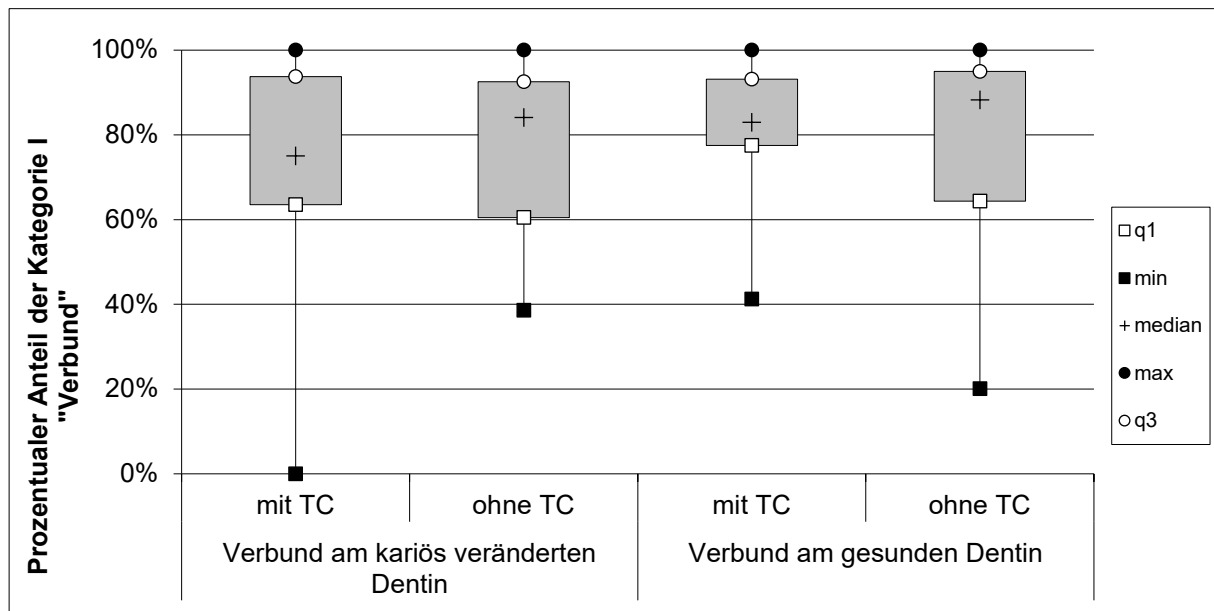 Prozentualer Anteil der Kategorie I
"Verbund"
100%
80%
60%
40%
20%
0%
mit TC
ohne TC
mit TC
ohne TC
Verbund am kariös veränderten
Dentin
Verbund am gesunden Dentin
q1
min
median
max
q3